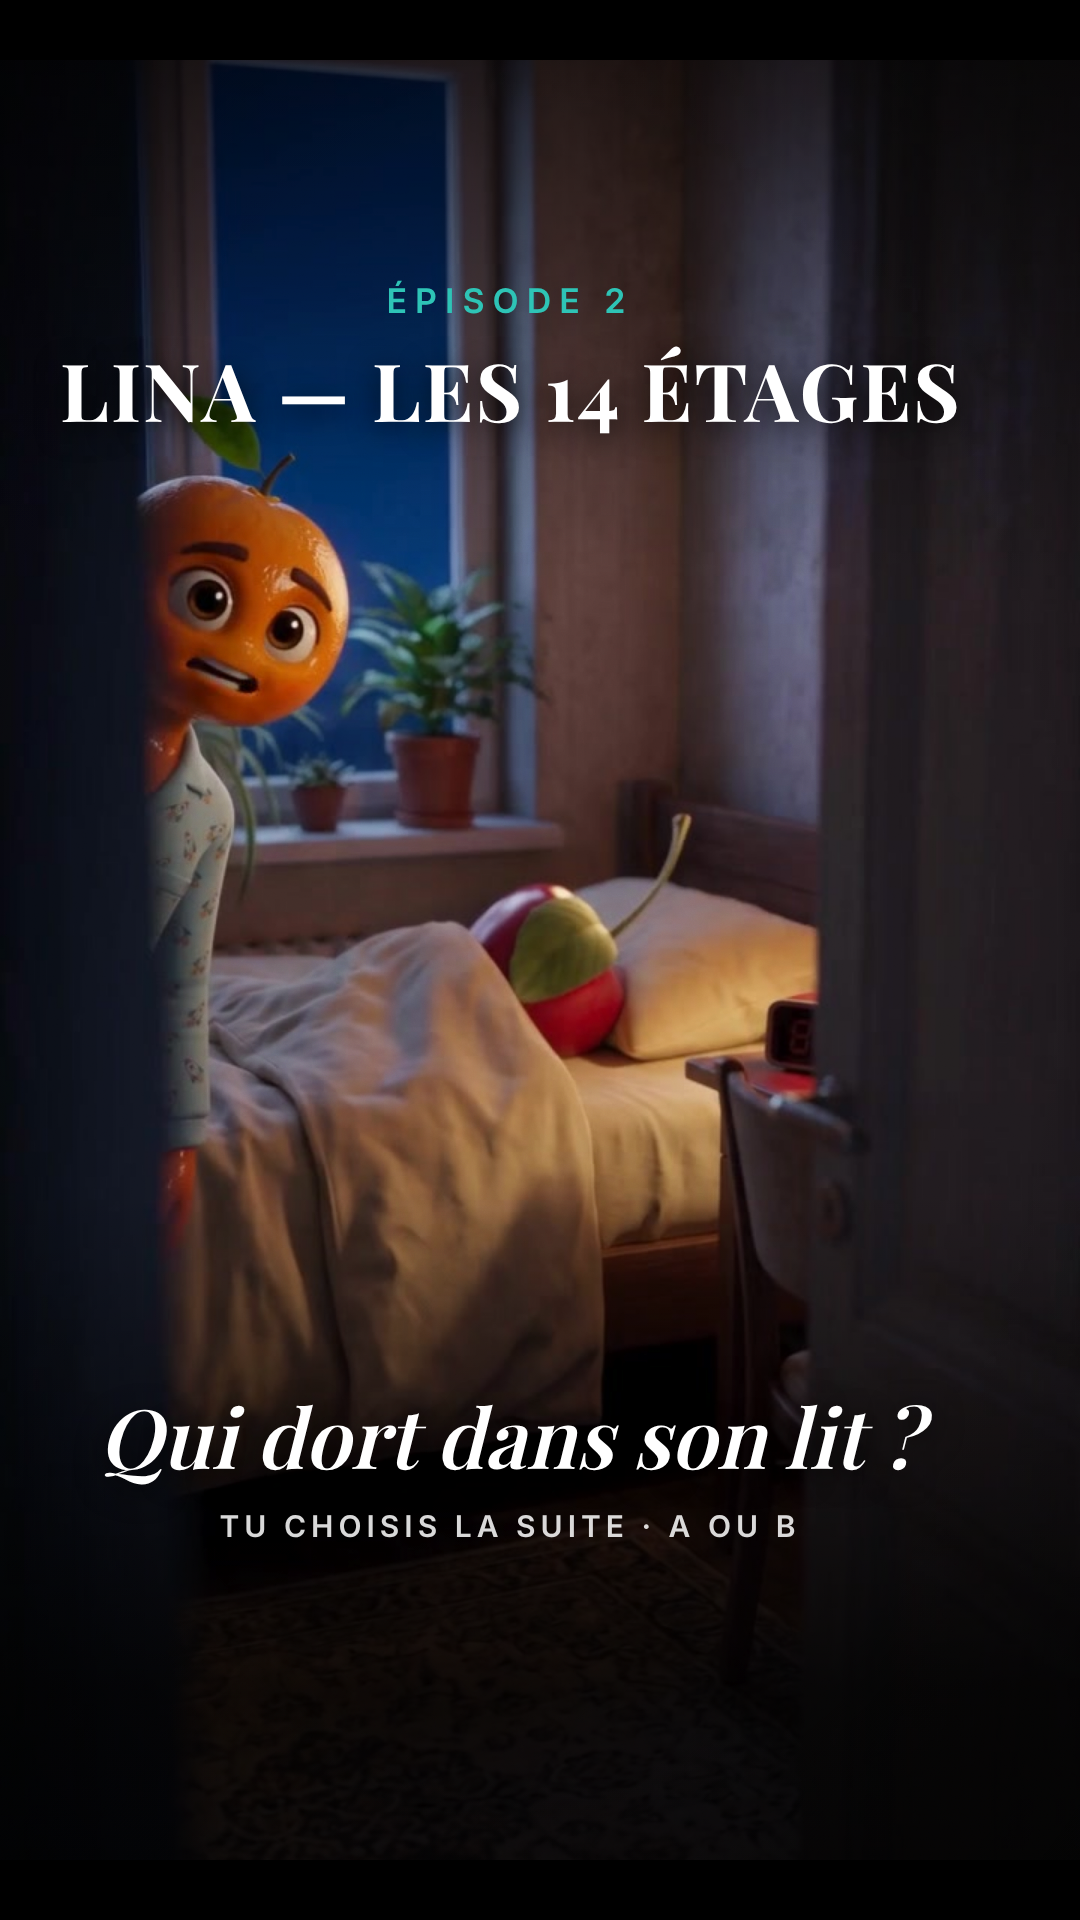 ÉPISODE 2
LINA — LES 14 ÉTAGES
Qui dort dans son lit ?
TU CHOISIS LA SUITE · A OU B